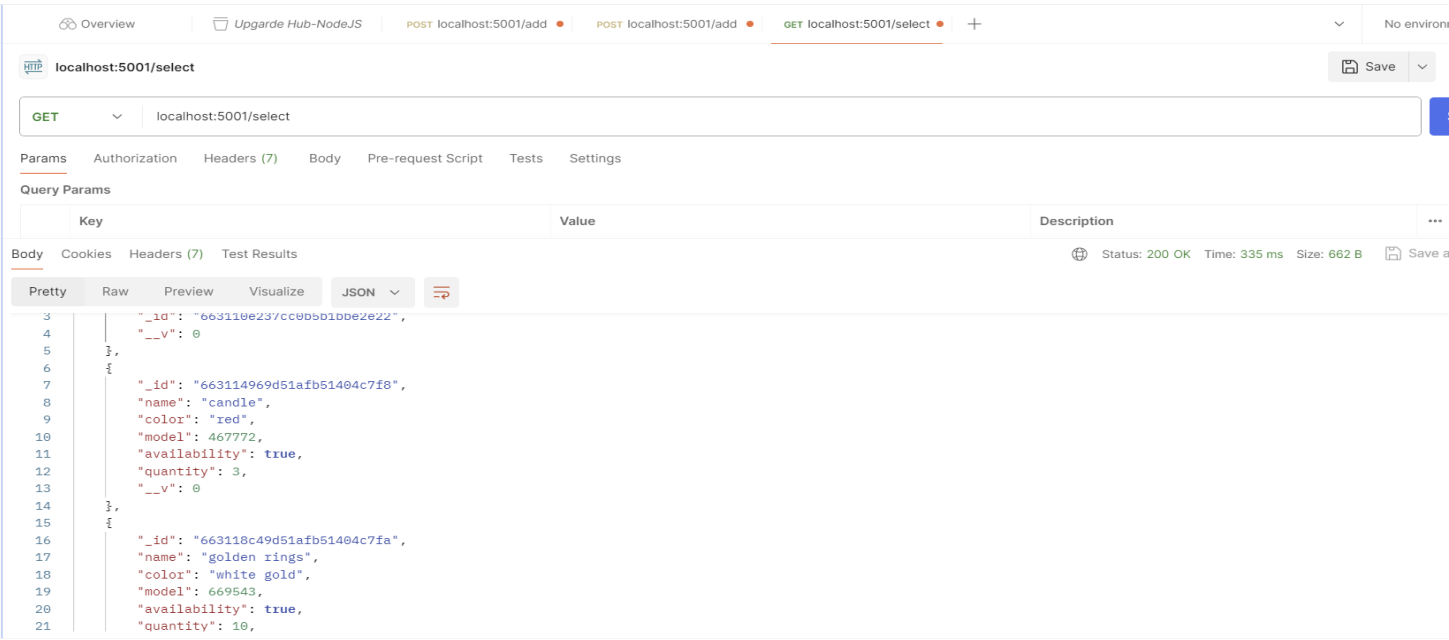 Overview Upgarde Hub-NodeJS POST localhost:5001/add POST localhost:5001/add GET localhost:5001/select No environ
HTTP localhost:5001/select Save
GET localhost:5001/select
Params Authorization Headers (7) Body Pre-request Script Tests Settings
Query Params
Key Value Description
Body Cookies Headers (7) Test Results Status: 200 OK Time: 335 ms Size: 662 B Save a
Pretty Raw Preview Visualize JSON
3 "_id": "663110e237cc0b5b1bbe2e22",
4 "__v": 0
5 },
6 {
7 "_id": "663114969d51afb51404c7f8",
8 "name": "candle",
9 "color": "red",
10 "model": 467772,
11 "availability": true,
12 "quantity": 3,
13 "__v": 0
14 },
15 {
16 "_id": "663118c49d51afb51404c7fa",
17 "name": "golden rings",
18 "color": "white gold",
19 "model": 669543,
20 "availability": true,
21 "quantity": 10,